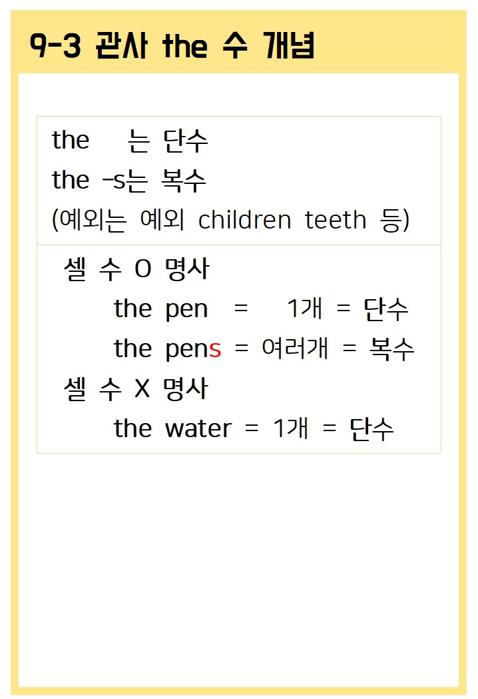 9-3 관사 the 수 개념
the 는 단수
the -s는 복수
(예외는 예외 children teeth 등)
셀 수 O 명사
the pen = 1개 = 단수
the pens = 여러개 = 복수
셀 수 X 명사
the water = 1개 = 단수